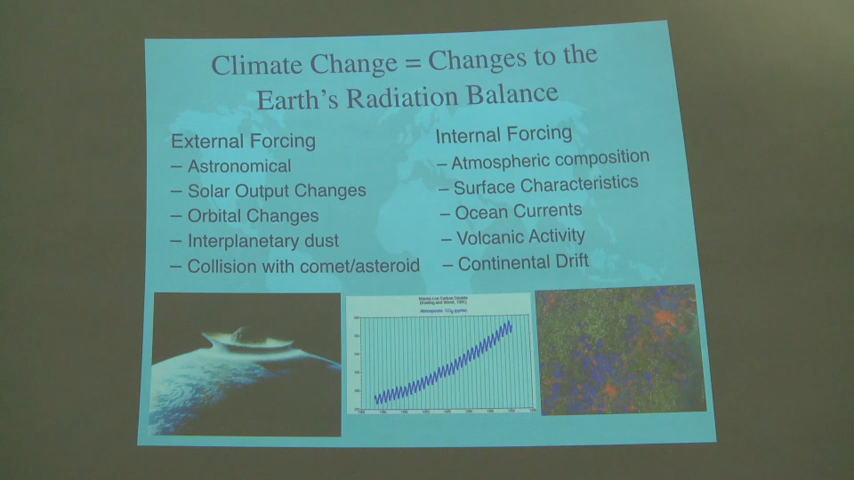 Climate Change = Changes to the
Earth's Radiation Balance
External Forcing
– Astronomical
– Solar Output Changes
– Orbital Changes
– Interplanetary dust
– Collision with comet/asteroid
Internal Forcing
– Atmospheric composition
– Surface Characteristics
– Ocean Currents
– Volcanic Activity
– Continental Drift